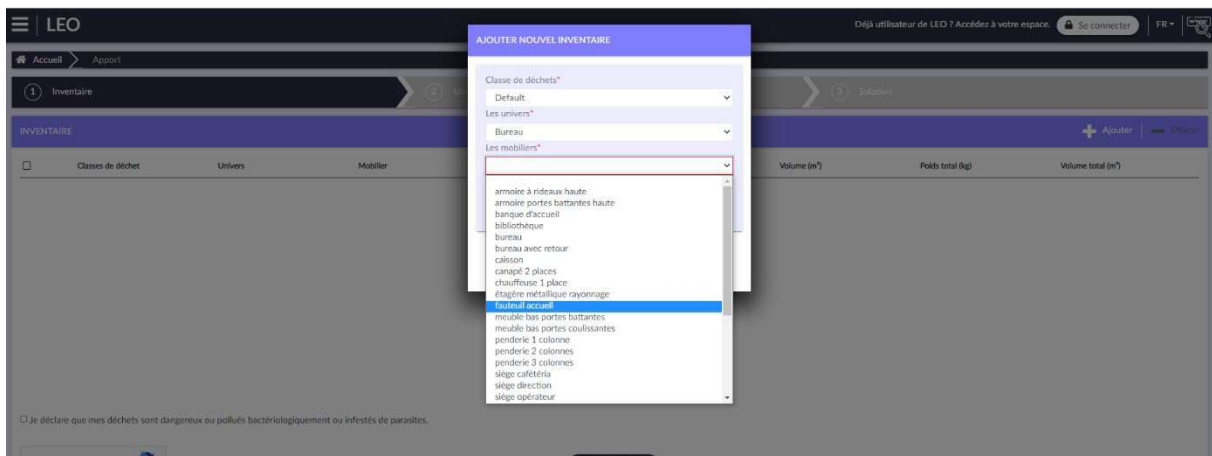 LEO
Déjà utilisateur de LEO ? Accédez à votre espace.
Se connecter
FR
Accueil
Apport
1 Inventaire
2
3 Solution
INVENTAIRE
Ajouter
Effacer
Classes de déchet
Univers
Mobilier
Volume (m³)
Poids total (kg)
Volume total (m³)
AJOUTER NOUVEL INVENTAIRE
Classe de déchets*
Default
Les univers*
Bureau
Les mobiliers*
armoire à rideaux haute
armoire portes battantes haute
banque d'accueil
bibliothèque
bureau
bureau avec retour
caisson
canapé 2 places
chauffeuse 1 place
étagère métallique rayonnage
fauteuil accueil
meuble bas portes battantes
meuble bas portes coulissantes
penderie 1 colonne
penderie 2 colonnes
penderie 3 colonnes
siège cafétéria
siège direction
siège opérateur
Je déclare que mes déchets sont dangereux ou pollués bactériologiquement ou infestés de parasites.